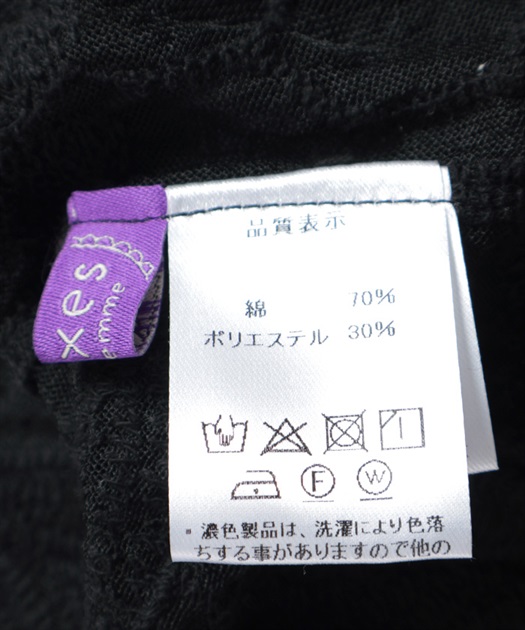 品質表示
綿 70%
ポリエステル 30%
F W
* 濃色製品は、洗濯により色落
ちする事がありますので他の
xes
emme